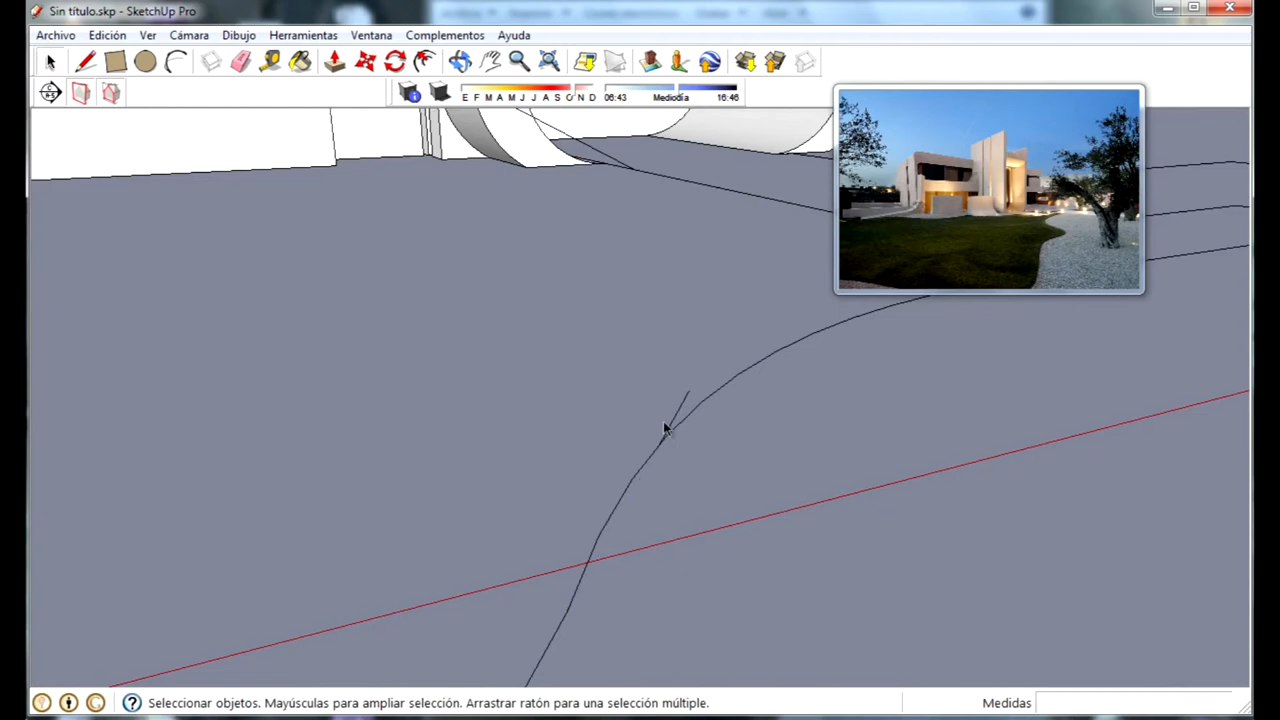 Sin título.skp - SketchUp Pro
Archivo Edición Ver Cámara Dibujo Herramientas Ventana Complementos Ayuda
E F M A M J J A S O N D 06:43 Mediodía 16:46
Seleccionar objetos. Mayúsculas para ampliar selección. Arrastrar ratón para una selección múltiple. Medidas